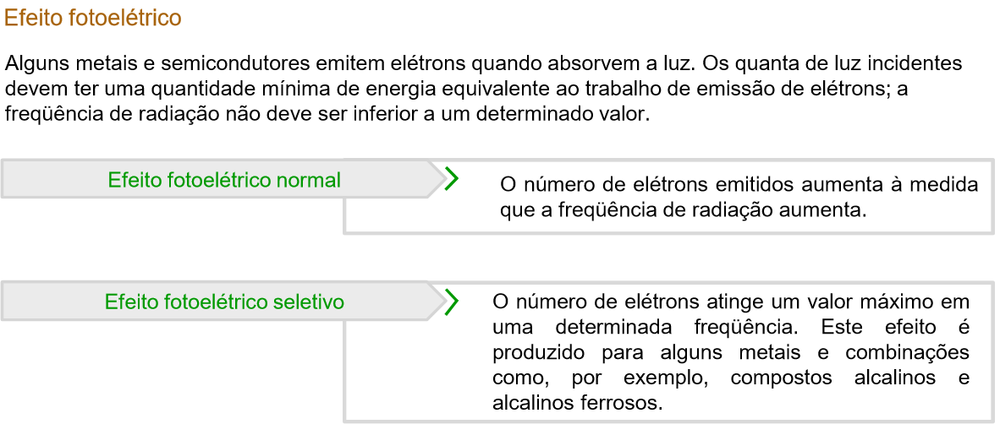 Efeito fotoelétrico
Alguns metais e semicondutores emitem elétrons quando absorvem a luz. Os quanta de luz incidentes
devem ter uma quantidade mínima de energia equivalente ao trabalho de emissão de elétrons; a
freqüência de radiação não deve ser inferior a um determinado valor.
Efeito fotoelétrico normal
O número de elétrons emitidos aumenta à medida
que a freqüência de radiação aumenta.
Efeito fotoelétrico seletivo
O número de elétrons atinge um valor máximo em
uma determinada freqüência. Este efeito é
produzido para alguns metais e combinações
como, por exemplo, compostos alcalinos e
alcalinos ferrosos.